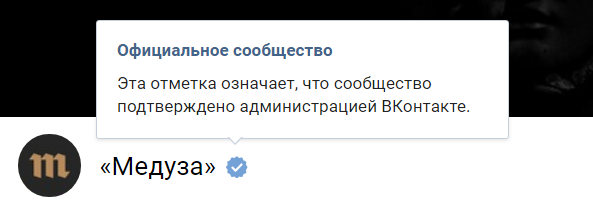 Официальное сообщество
Эта отметка означает, что сообщество
подтверждено администрацией ВКонтакте.
m
«Медуза»